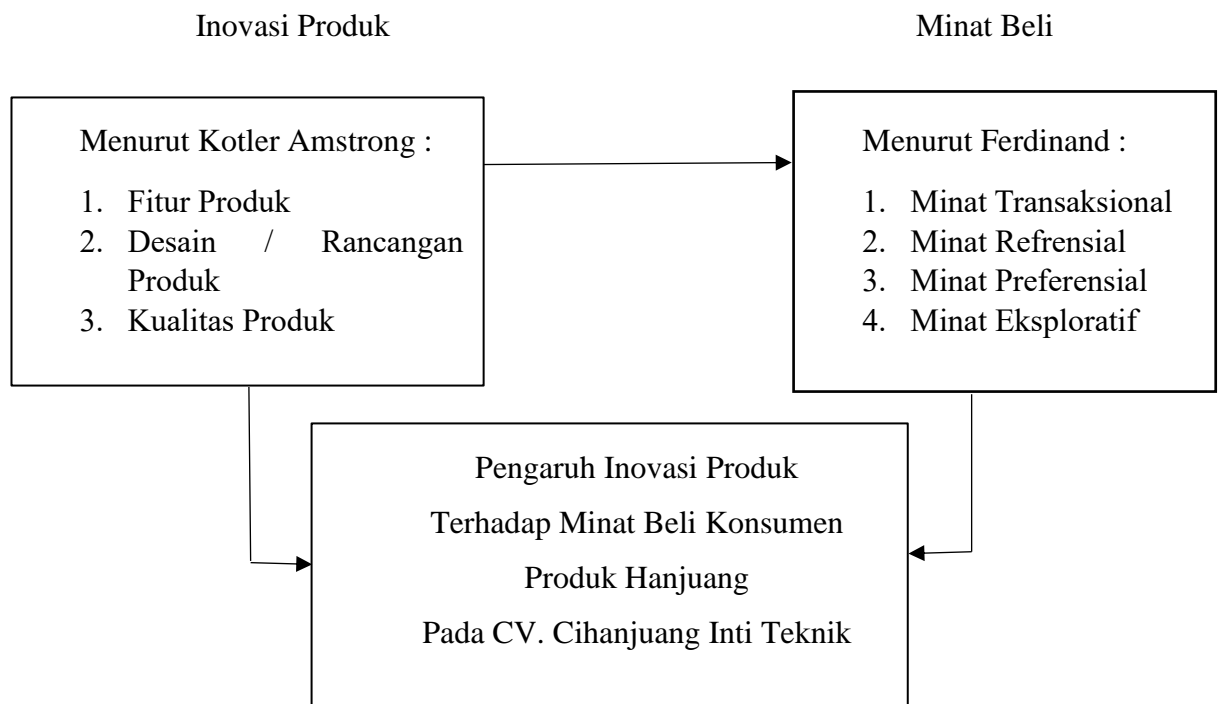 Inovasi Produk
Minat Beli
Menurut Kotler Amstrong :
1. Fitur Produk
2. Desain / Rancangan
Produk
3. Kualitas Produk
Menurut Ferdinand :
1. Minat Transaksional
2. Minat Refrensial
3. Minat Preferensial
4. Minat Eksploratif
Pengaruh Inovasi Produk
Terhadap Minat Beli Konsumen
Produk Hanjuang
Pada CV. Cihanjuang Inti Teknik